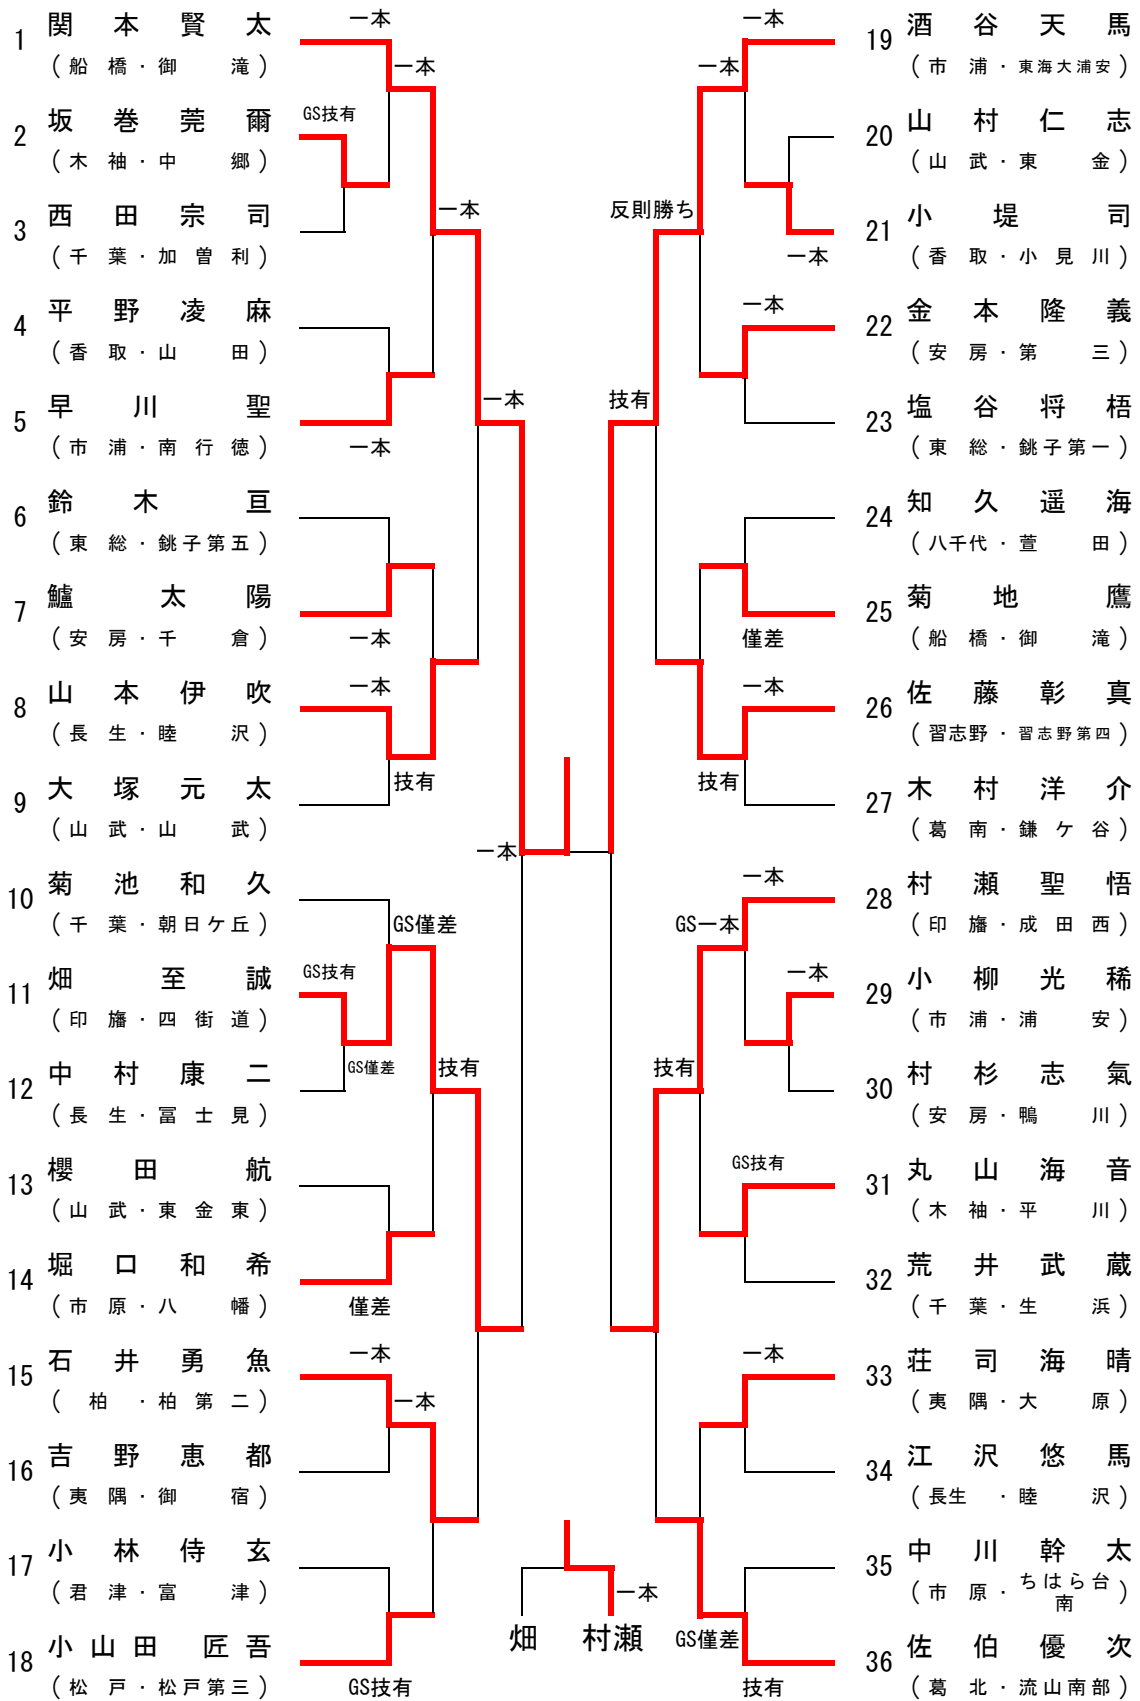 一本
1 関本賢太
(船橋・御滝)
一本
GS技有
2 坂巻莞爾
(木袖・中郷)
3 西田宗司
(千葉・加曽利)
一本
4 平野凌麻
(香取・山田)
5 早川聖
(市浦・南行徳)
一本
一本
6 鈴木亘
(東総・銚子第五)
7 鱸太陽
(安房・千倉)
一本
8 山本伊吹
(長生・睦沢)
一本
技有
9 大塚元太
(山武・山武)
一本
10 菊池和久
(千葉・朝日ケ丘)
GS僅差
11 畑至誠
(印旛・四街道)
GS技有
GS僅差
12 中村康二
(長生・冨士見)
技有
13 櫻田航
(山武・東金東)
14 堀口和希
(市原・八幡)
僅差
15 石井勇魚
(柏・柏第二)
一本
一本
16 吉野恵都
(夷隅・御宿)
17 小林侍玄
(君津・富津)
18 小山田匠吾
(松戸・松戸第三)
GS技有
一本
19 酒谷天馬
(市浦・東海大浦安)
一本
20 山村仁志
(山武・東金)
21 小堤司
(香取・小見川)
一本
反則勝ち
22 金本隆義
(安房・第三)
一本
23 塩谷将梧
(東総・銚子第一)
技有
24 知久遥海
(八千代・萱田)
25 菊地鷹
(船橋・御滝)
僅差
26 佐藤彰真
(習志野・習志野第四)
一本
技有
27 木村洋介
(葛南・鎌ケ谷)
28 村瀬聖悟
(印旛・成田西)
一本
GS一本
29 小柳光稀
(市浦・浦安)
一本
30 村杉志氣
(安房・鴨川)
技有
31 丸山海音
(木袖・平川)
GS技有
32 荒井武蔵
(千葉・生浜)
33 荘司海晴
(夷隅・大原)
一本
34 江沢悠馬
(長生・睦沢)
35 中川幹太
(市原・ちはら台南)
36 佐伯優次
(葛北・流山南部)
技有
GS僅差
一本
畑 村瀬